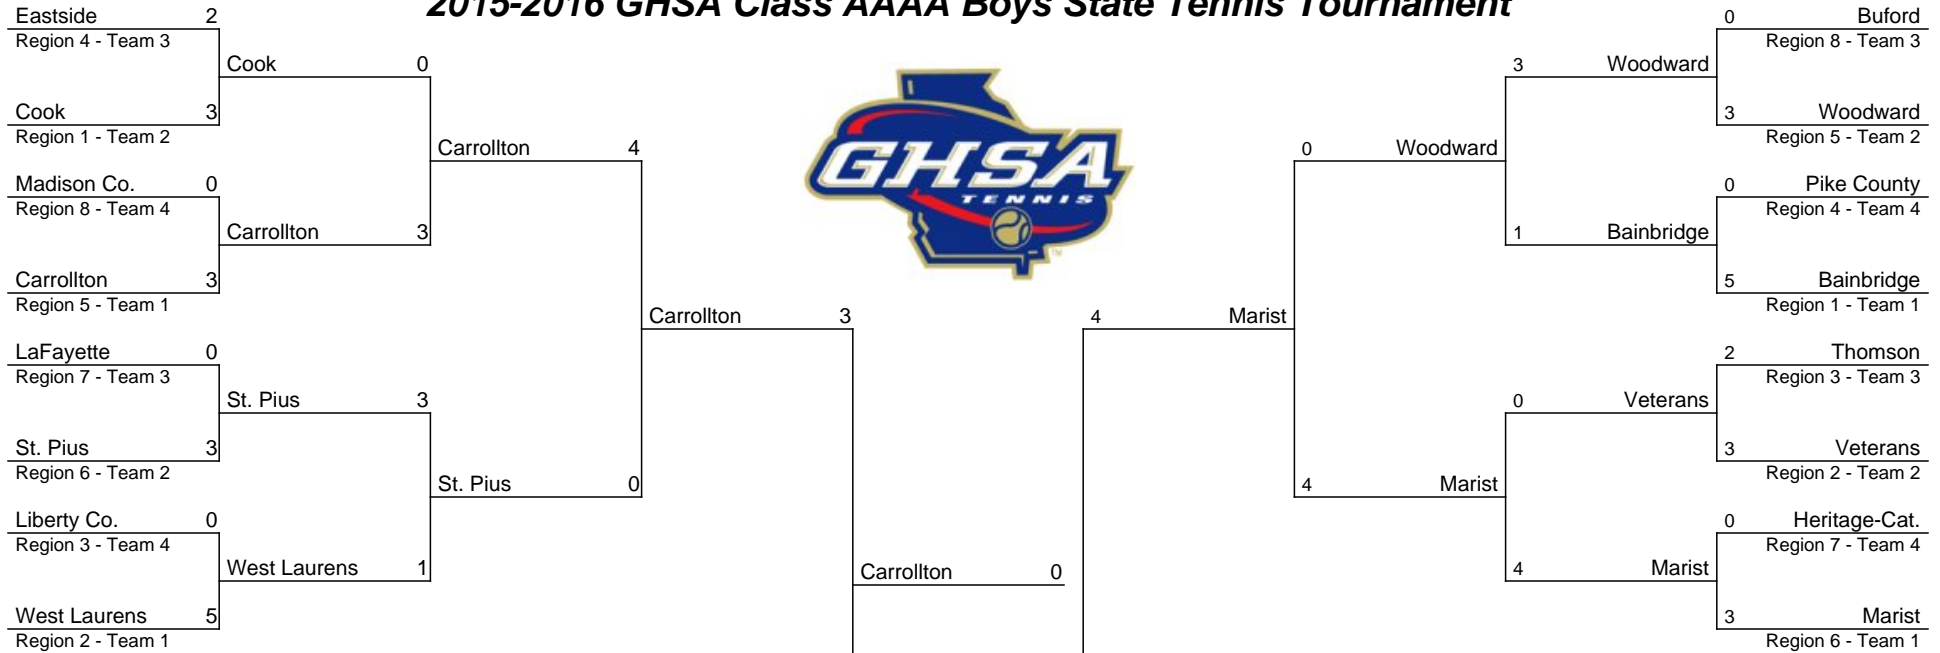 2015-2016 GHSA Class AAAA Boys State Tennis Tournament
Eastside 2
Region 4 - Team 3
Cook 0
Cook 3
Region 1 - Team 2
Carrollton 4
Madison Co. 0
Region 8 - Team 4
Carrollton 3
Carrollton 3
Region 5 - Team 1
Carrollton 3
LaFayette 0
Region 7 - Team 3
St. Pius 3
St. Pius 3
Region 6 - Team 2
St. Pius 0
Liberty Co. 0
Region 3 - Team 4
West Laurens 1
West Laurens 5
Region 2 - Team 1
Carrollton 0
GHSA
TENNIS
TM
0 Buford
Region 8 - Team 3
3 Woodward
3 Woodward
Region 5 - Team 2
0 Woodward
0 Pike County
Region 4 - Team 4
1 Bainbridge
5 Bainbridge
Region 1 - Team 1
4 Marist
2 Thomson
Region 3 - Team 3
0 Veterans
3 Veterans
Region 2 - Team 2
4 Marist
0 Heritage-Cat.
Region 7 - Team 4
4 Marist
3 Marist
Region 6 - Team 1